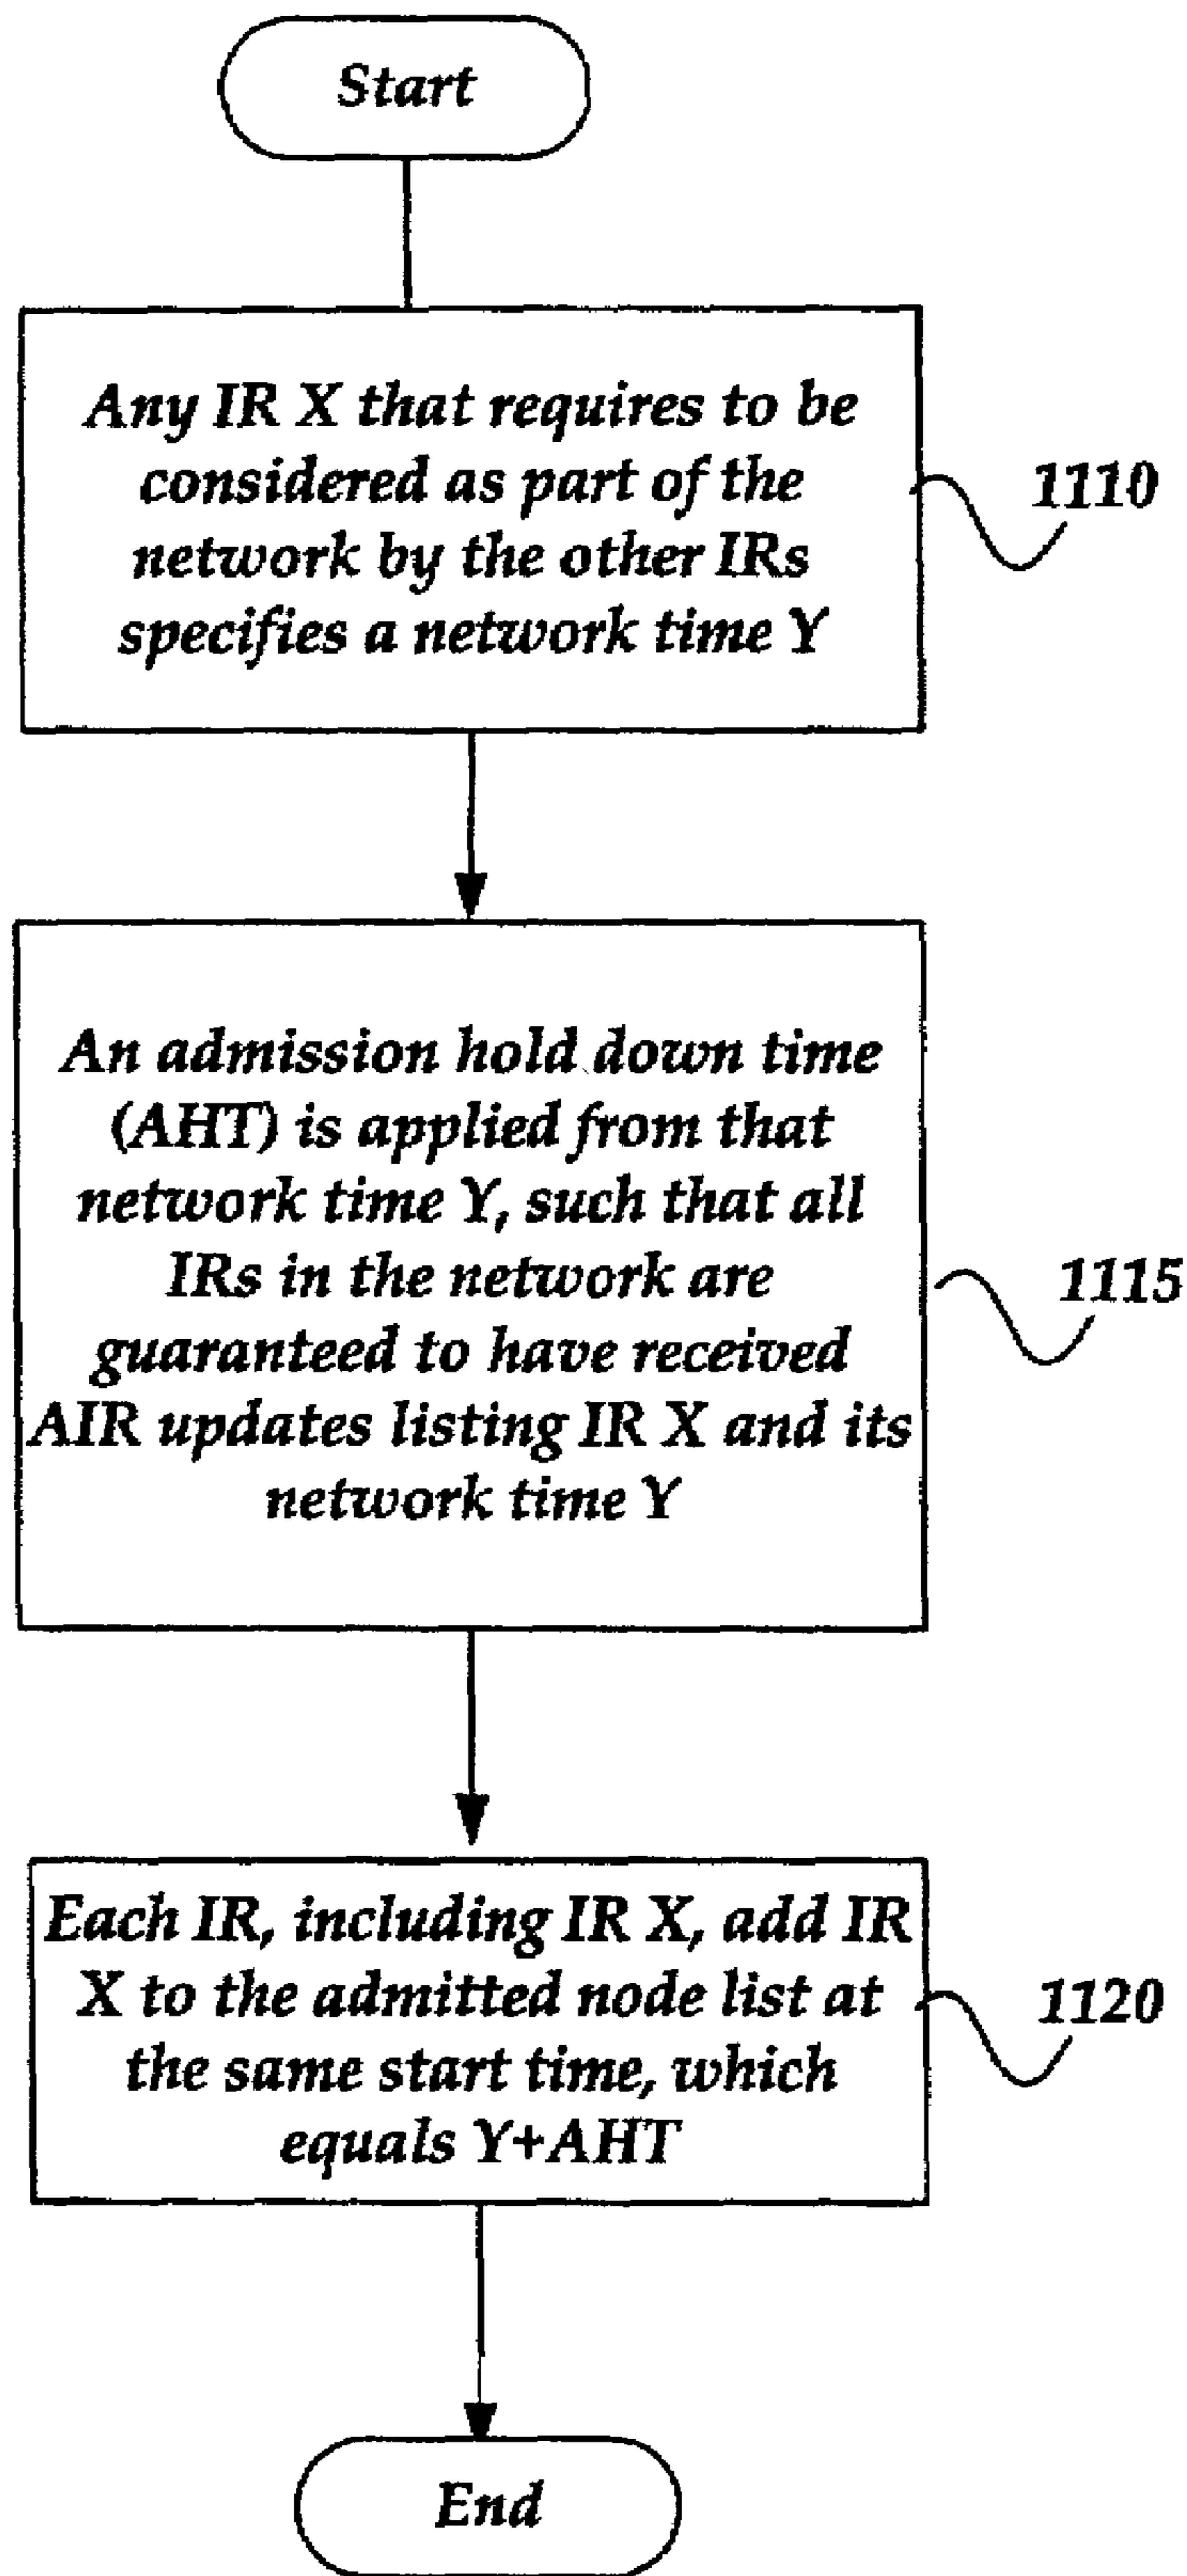 Start
Any IR X that requires to be
considered as part of the
network by the other IRs
specifies a network time Y
1110
An admission hold down time
(AHT) is applied from that
network time Y, such that all
IRs in the network are
guaranteed to have received
AIR updates listing IR X and its
network time Y
1115
Each IR, including IR X, add IR
X to the admitted node list at
the same start time, which
equals Y+AHT
1120
End